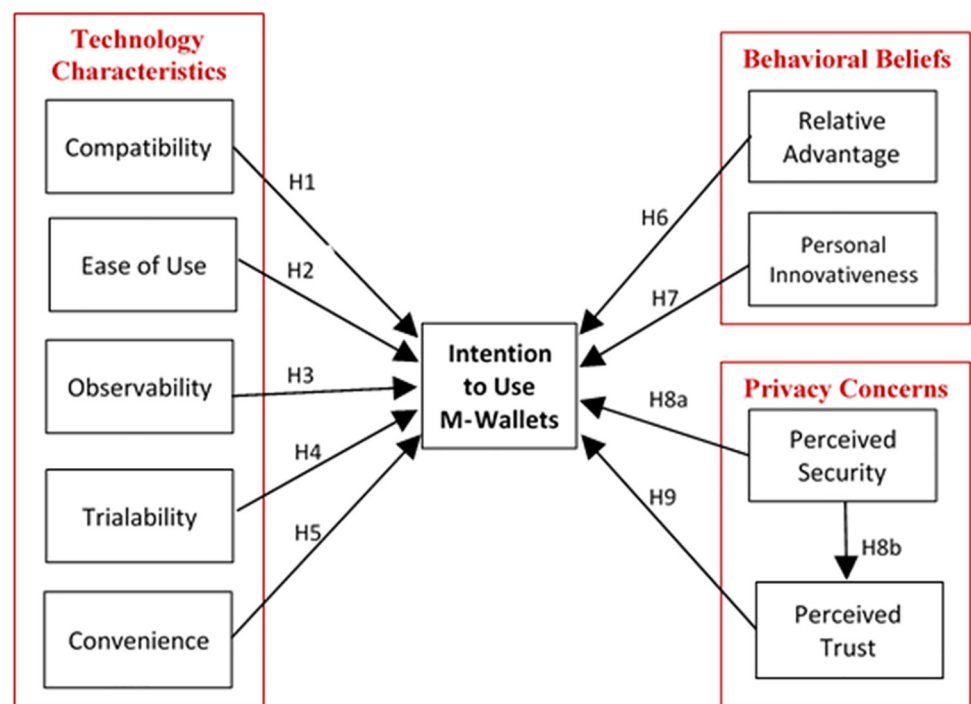 Technology
Characteristics
Compatibility
Ease of Use
Observability
Trialability
Convenience
H1
H2
H3
H4
H5
Intention
to Use
M-Wallets
H6
H7
H8a
H9
Behavioral Beliefs
Relative
Advantage
Personal
Innovativeness
Privacy Concerns
Perceived
Security
H8b
Perceived
Trust